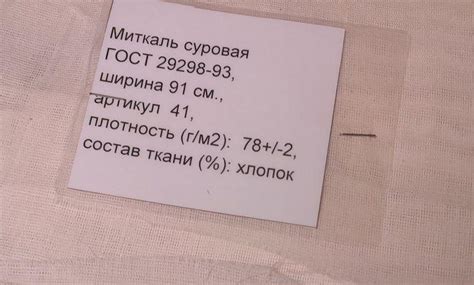 Миткаль суровая
ГОСТ 29298-93,
ширина 91 см.,
артикул 41,
плотность (г/м2): 78+/-2,
состав ткани (%): хлопок